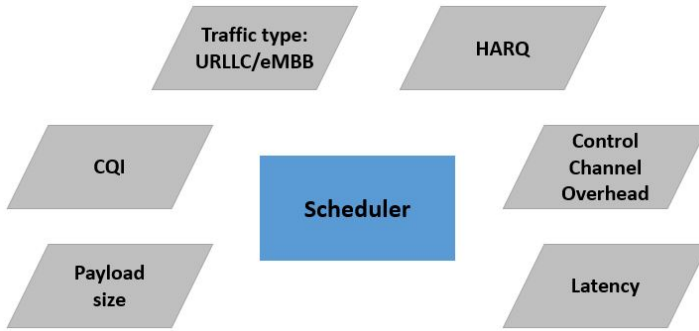 Traffic type:
URLLC/eMBB
HARQ
CQI
Control
Channel
Overhead
Scheduler
Payload
size
Latency